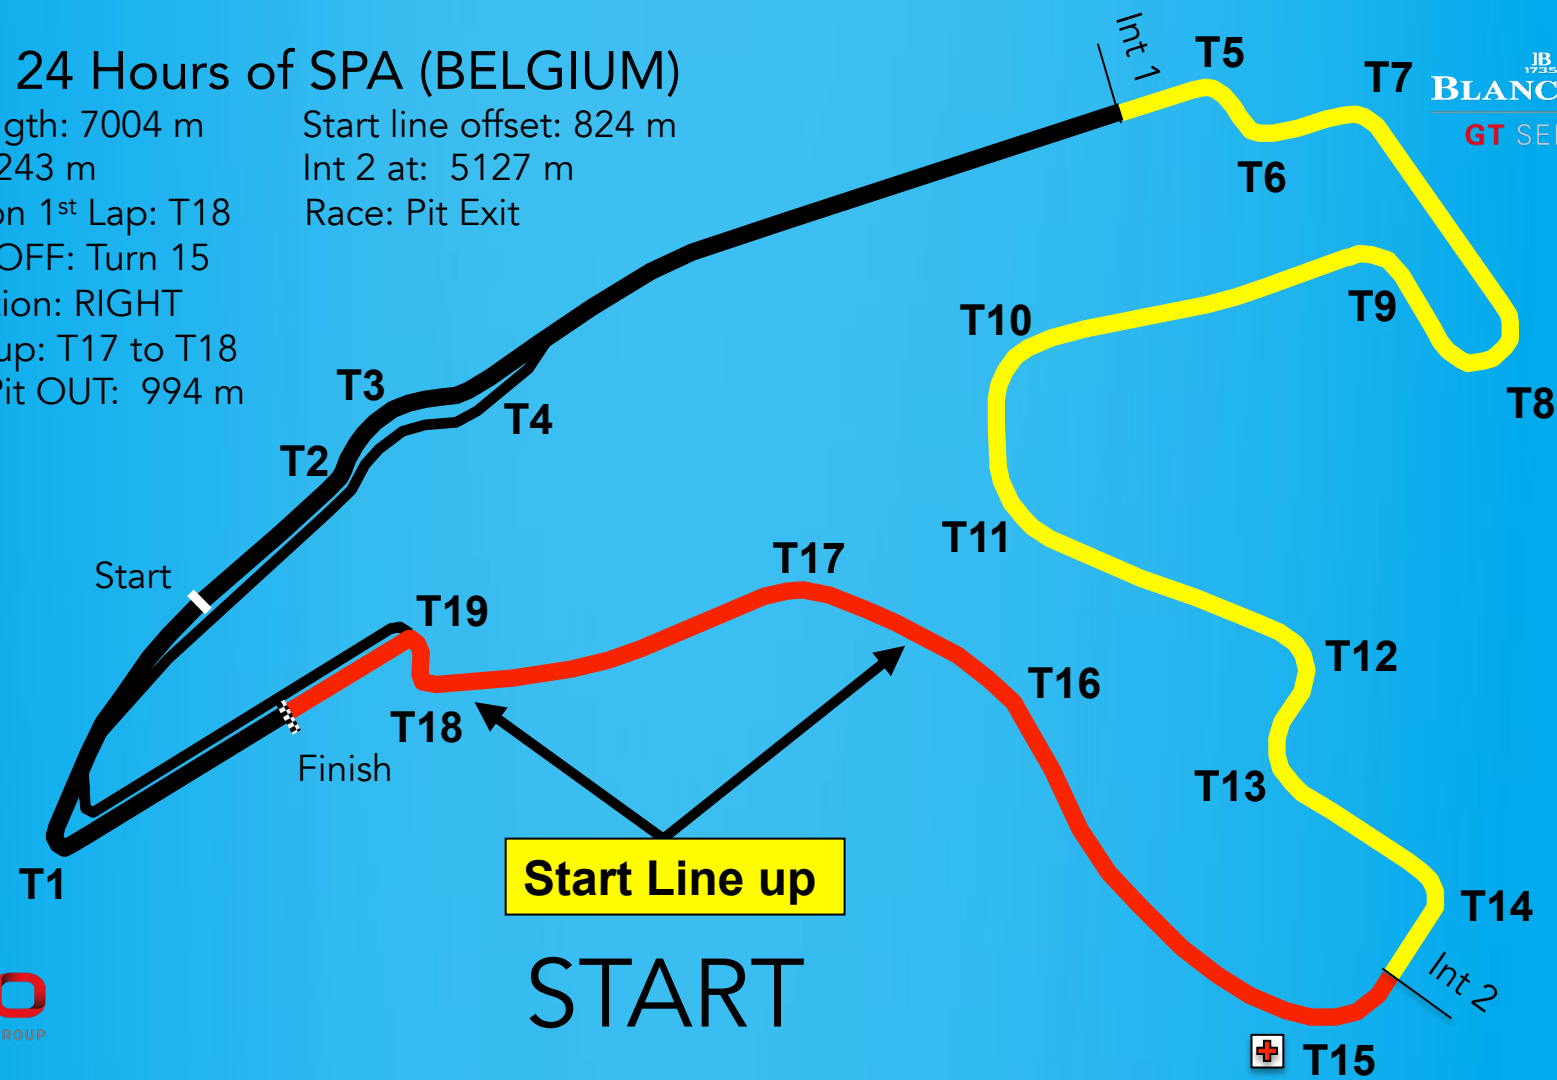 24 Hours of SPA (BELGIUM)
gth: 7004 m
Start line offset: 824 m
243 m
Int 2 at: 5127 m
on 1st Lap: T18
Race: Pit Exit
OFF: Turn 15
tion: RIGHT
up: T17 to T18
Pit OUT: 994 m
Int 1
T5
T7
JB
1735
BLANC
GT SE
T6
T9
T10
T8
T3
T4
T2
T11
T17
Start
T19
T12
T16
T18
Finish
T13
T1
Start Line up
T14
START
Int 2
ROUP
T15